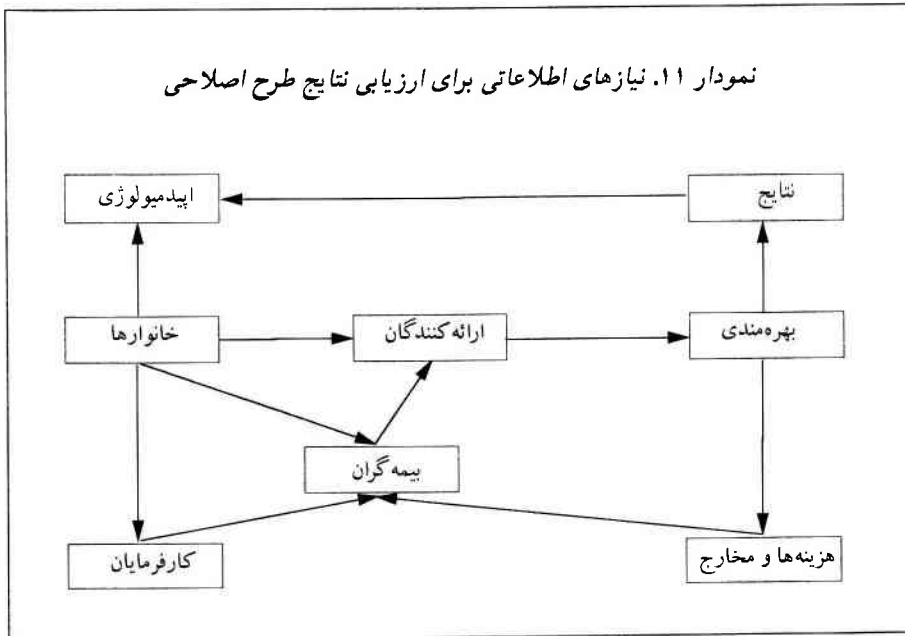 نمودار ۱۱. نیازهای اطلاعاتی برای ارزیابی نتایج طرح اصلاحی
نتایج
اپیدمیولوژی
بهره‌مندی
ارائه‌کنندگان
خانوارها
بیمه‌گران
هزینه‌ها و مخارج
کارفرمایان